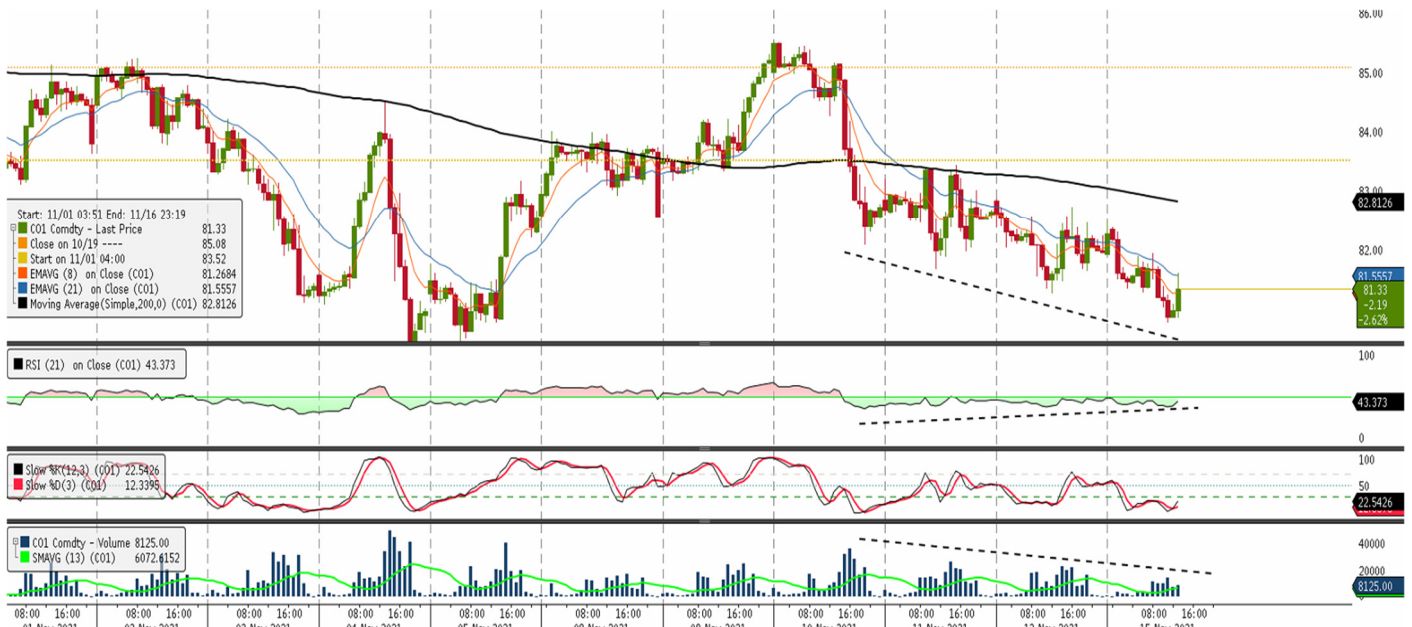 86.00
85.00
84.00
83.00
82.8126
82.00
81.5557
81.33
-2.19
-2.62%
Start: 11/01 03:51 End: 11/16 23:19
CO1 Comdty - Last Price 81.33
Close on 10/19 ---- 85.08
Start on 11/01 04:00 83.52
EMAVG (8) on Close (CO1) 81.2684
EMAVG (21) on Close (CO1) 81.5557
Moving Average(Simple,200,0) (CO1) 82.8126
RSI (21) on Close (CO1) 43.373
100
43.373
0
Slow %K(12,3) (CO1) 22.5426
Slow %D(3) (CO1) 12.3395
100
50
22.5426
CO1 Comdty - Volume 8125.00
SMAVG (13) (CO1) 6072.6152
40000
20000
8125.00
08:00 16:00 08:00 16:00 08:00 16:00 08:00 16:00 08:00 16:00 08:00 16:00 08:00 16:00 08:00 16:00 08:00 16:00 08:00 16:00 08:00 16:00